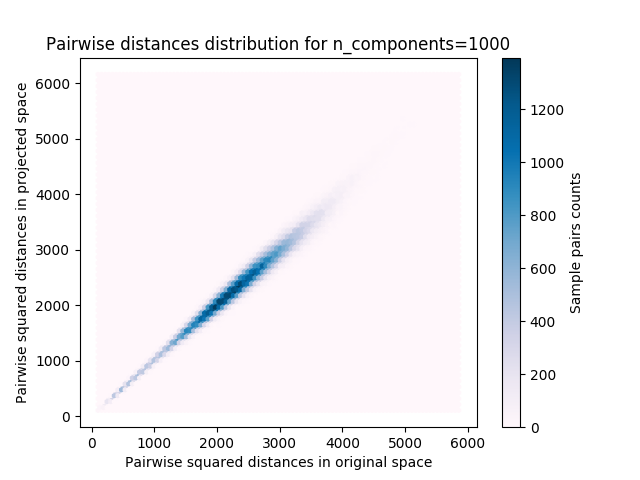 Pairwise distances distribution for n_components=1000
Pairwise squared distances in projected space
6000
5000
4000
3000
2000
1000
0
0 1000 2000 3000 4000 5000 6000
Pairwise squared distances in original space
1200
1000
800
600
400
200
0
Sample pairs counts